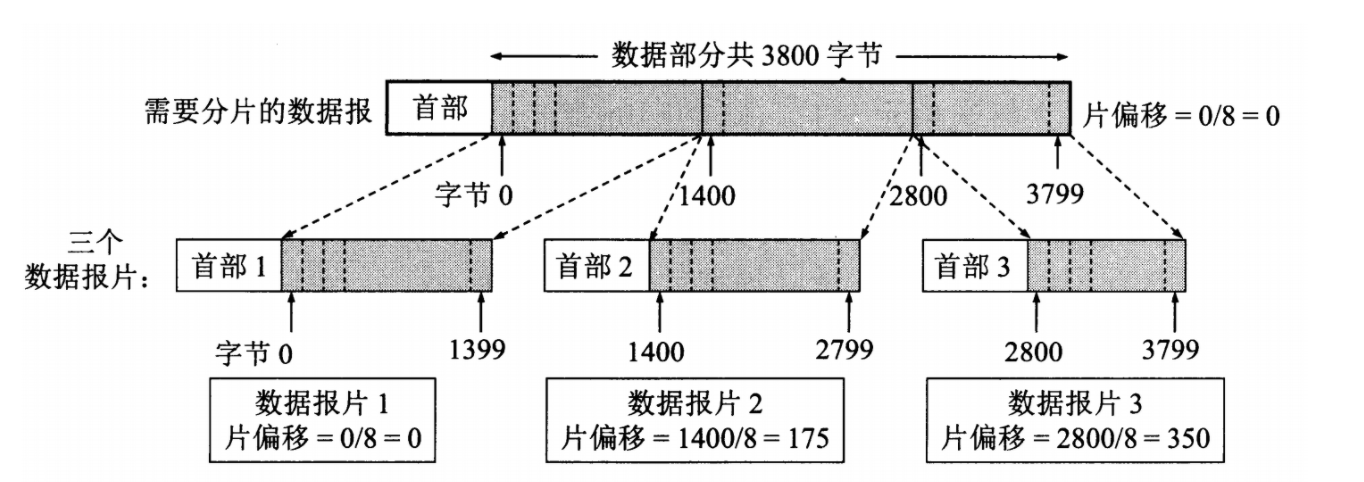 数据部分共 3800 字节
需要分片的数据报
首部
片偏移 = 0/8 = 0
字节 0
1400
2800
3799
三个
数据报片：
首部 1
首部 2
首部 3
字节 0
1399
1400
2799
2800
3799
数据报片 1
片偏移 = 0/8 = 0
数据报片 2
片偏移 = 1400/8 = 175
数据报片 3
片偏移 = 2800/8 = 350